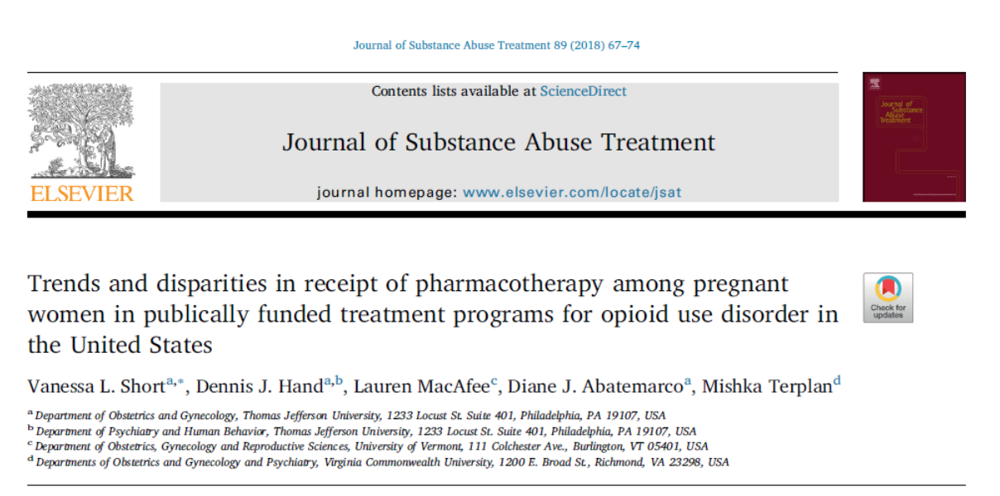 Journal of Substance Abuse Treatment 89 (2018) 67–74
Contents lists available at ScienceDirect
Journal of Substance Abuse Treatment
journal homepage: www.elsevier.com/locate/jsat
ELSEVIER
Journal of
Substance
Abuse
Treatment
Trends and disparities in receipt of pharmacotherapy among pregnant
women in publically funded treatment programs for opioid use disorder in
the United States
Check for
updates
Vanessa L. Short^a,*, Dennis J. Hand^a,b, Lauren MacAfee^c, Diane J. Abatemarco^a, Mishka Terplan^d
^a Department of Obstetrics and Gynecology, Thomas Jefferson University, 1233 Locust St. Suite 401, Philadelphia, PA 19107, USA
^b Department of Psychiatry and Human Behavior, Thomas Jefferson University, 1233 Locust St. Suite 401, Philadelphia, PA 19107, USA
^c Department of Obstetrics, Gynecology and Reproductive Sciences, University of Vermont, 111 Colchester Ave., Burlington, VT 05401, USA
^d Departments of Obstetrics and Gynecology and Psychiatry, Virginia Commonwealth University, 1200 E. Broad St., Richmond, VA 23298, USA